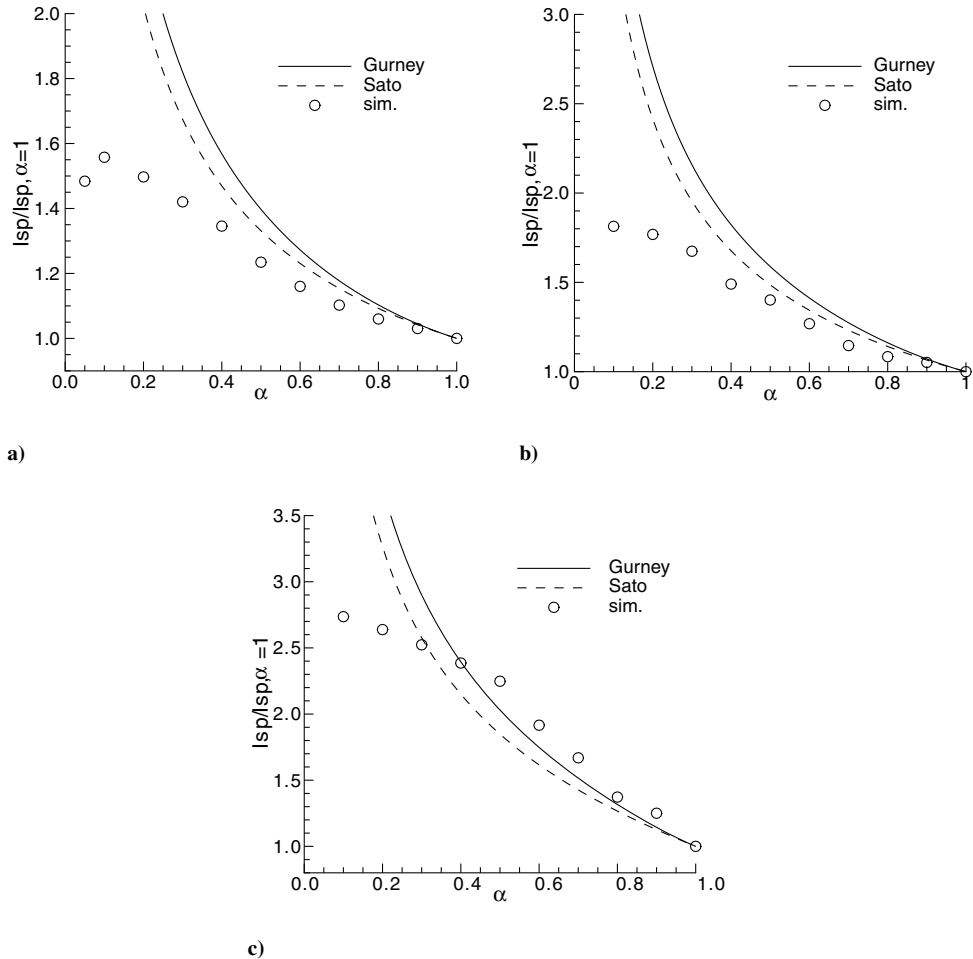 2.0
1.8
1.6
1.4
1.2
1.0
Isp/Isp, α=1
0.0
0.2
0.4
0.6
0.8
1.0
α
Gurney
Sato
sim.
a)
3.0
2.5
2.0
1.5
1.0
Isp/Isp, α=1
0
0.2
0.4
0.6
0.8
1
α
Gurney
Sato
sim.
b)
3.5
3.0
2.5
2.0
1.5
1.0
Isp/Isp,α =1
0.0
0.2
0.4
0.6
0.8
1.0
α
Gurney
Sato
sim.
c)